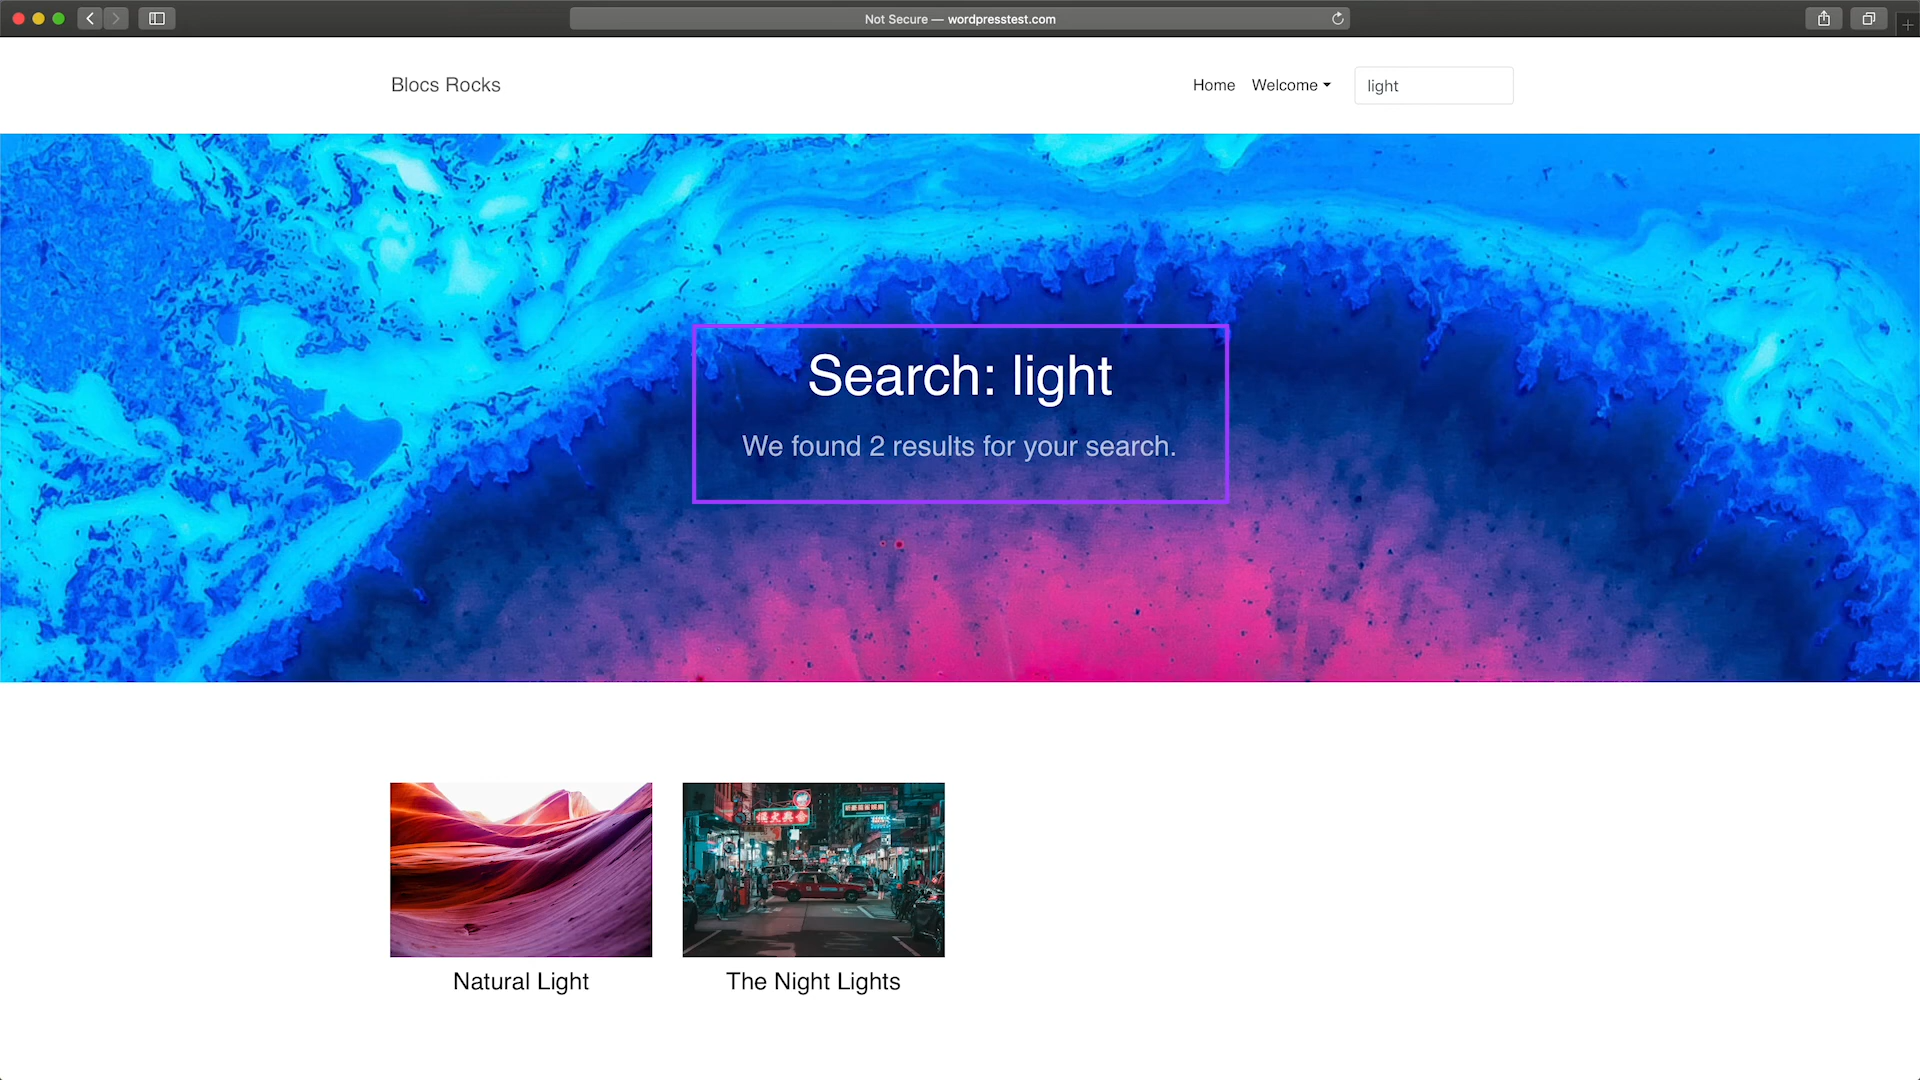 Not Secure — wordpresstest.com
Blocs Rocks
Home
Welcome
light
Search: light
We found 2 results for your search.
Natural Light
The Night Lights